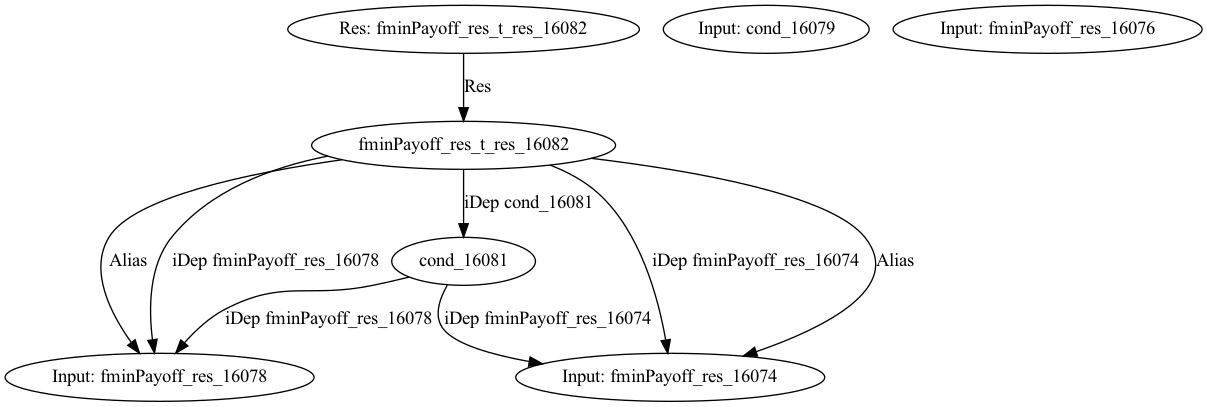 Res: fminPayoff_res_t_res_16082
Input: cond_16079
Input: fminPayoff_res_16076
Res
fminPayoff_res_t_res_16082
iDep cond_16081
Alias
iDep fminPayoff_res_16078
cond_16081
iDep fminPayoff_res_16074
Alias
iDep fminPayoff_res_16078
iDep fminPayoff_res_16074
Input: fminPayoff_res_16078
Input: fminPayoff_res_16074